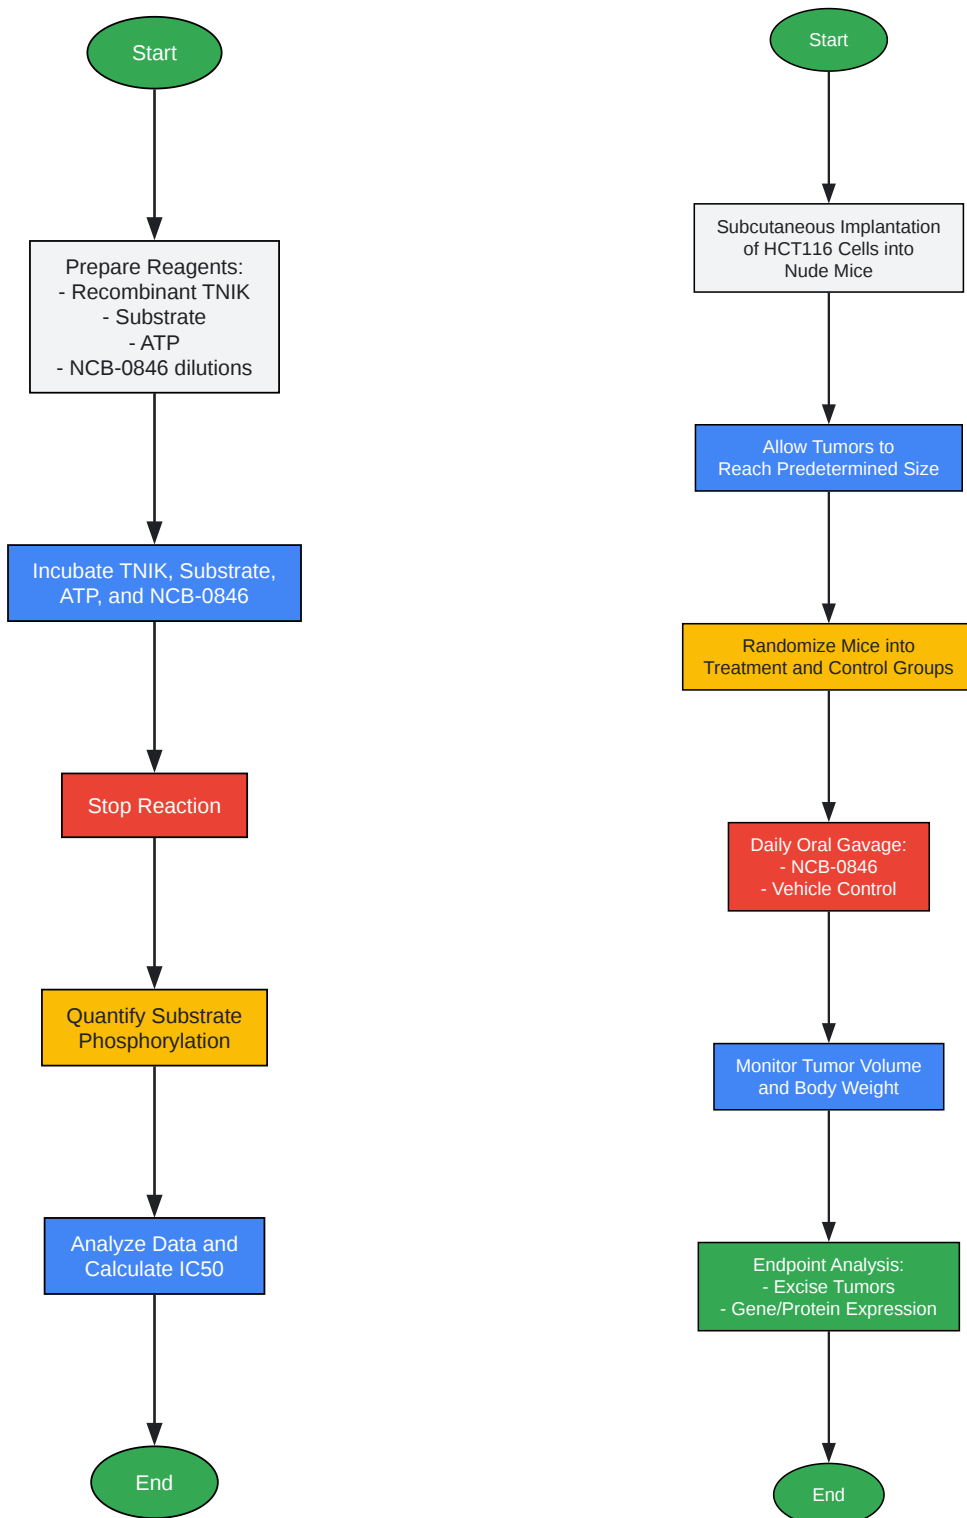 Start
Prepare Reagents:
- Recombinant TNIK
- Substrate
- ATP
- NCB-0846 dilutions
Incubate TNIK, Substrate,
ATP, and NCB-0846
Stop Reaction
Quantify Substrate
Phosphorylation
Analyze Data and
Calculate IC50
End
Start
Subcutaneous Implantation
of HCT116 Cells into
Nude Mice
Allow Tumors to
Reach Predetermined Size
Randomize Mice into
Treatment and Control Groups
Daily Oral Gavage:
- NCB-0846
- Vehicle Control
Monitor Tumor Volume
and Body Weight
Endpoint Analysis:
- Excise Tumors
- Gene/Protein Expression
End